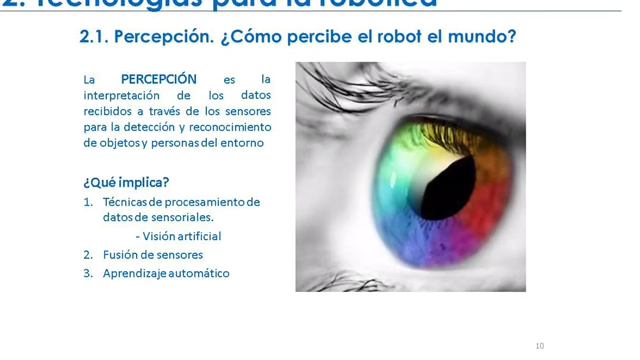 2. Tecnologías para la robótica
2.1. Percepción. ¿Cómo percibe el robot el mundo?
La PERCEPCIÓN es la
interpretación de los datos
recibidos a través de los sensores
para la detección y reconocimiento
de objetos y personas del entorno
¿Qué implica?
1. Técnicas de procesamiento de
datos de sensoriales.
- Visión artificial
2. Fusión de sensores
3. Aprendizaje automático
10